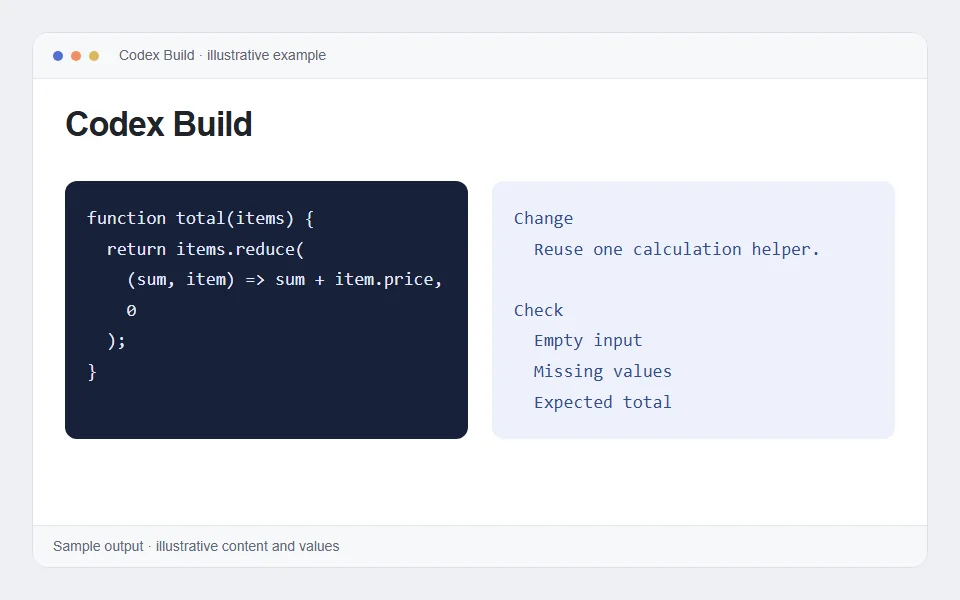 Codex Build · illustrative example
Codex Build
function total(items) {
  return items.reduce(
    (sum, item) => sum + item.price,
    0
  );
}
Change
  Reuse one calculation helper.
Check
  Empty input
  Missing values
  Expected total
Sample output · illustrative content and values